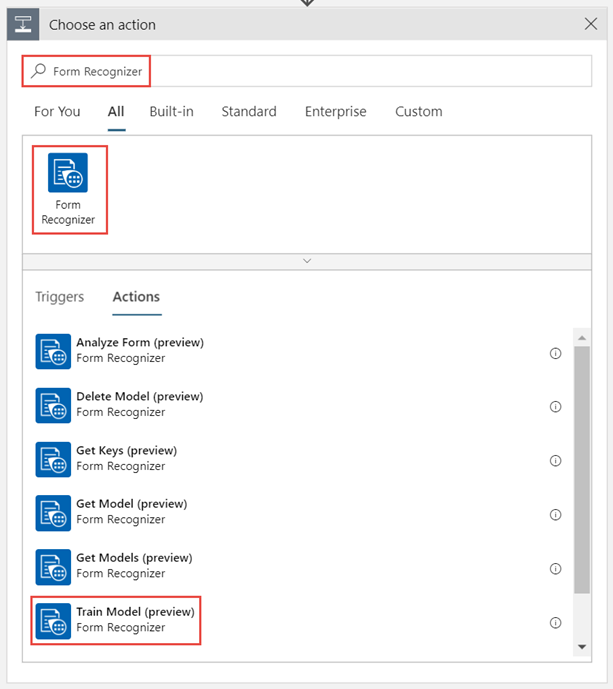 Choose an action
Form Recognizer
For You All Built-in Standard Enterprise Custom
Form
Recognizer
Triggers Actions
Analyze Form (preview)
Form Recognizer
Delete Model (preview)
Form Recognizer
Get Keys (preview)
Form Recognizer
Get Model (preview)
Form Recognizer
Get Models (preview)
Form Recognizer
Train Model (preview)
Form Recognizer